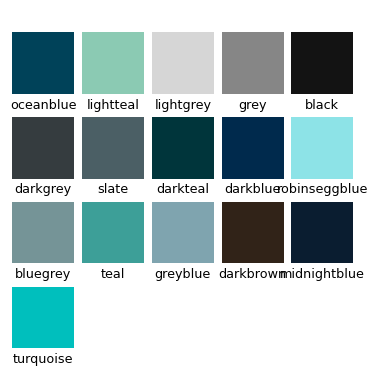 oceanblue lightteal lightgrey grey black
darkgrey slate darkteal darkblue robinseggblue
bluegrey teal greyblue darkbrown midnightblue
turquoise